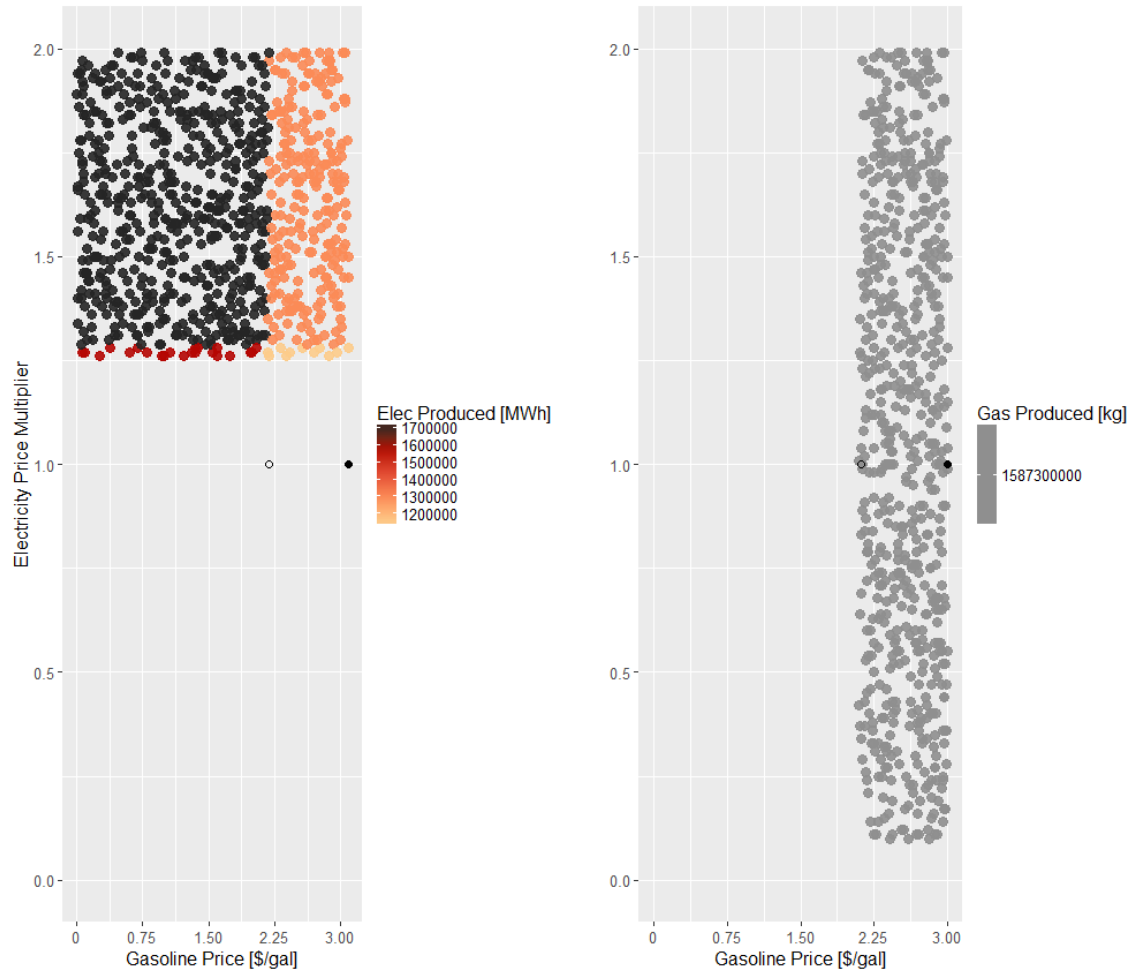 Electricity Price Multiplier
2.0
1.5
1.0
0.5
0.0
0 0.75 1.50 2.25 3.00
Gasoline Price [$/gal]
Elec Produced [MWh]
1700000
1600000
1500000
1400000
1300000
1200000
2.0
1.5
1.0
0.5
0.0
0 0.75 1.50 2.25 3.00
Gasoline Price [$/gal]
Gas Produced [kg]
1587300000